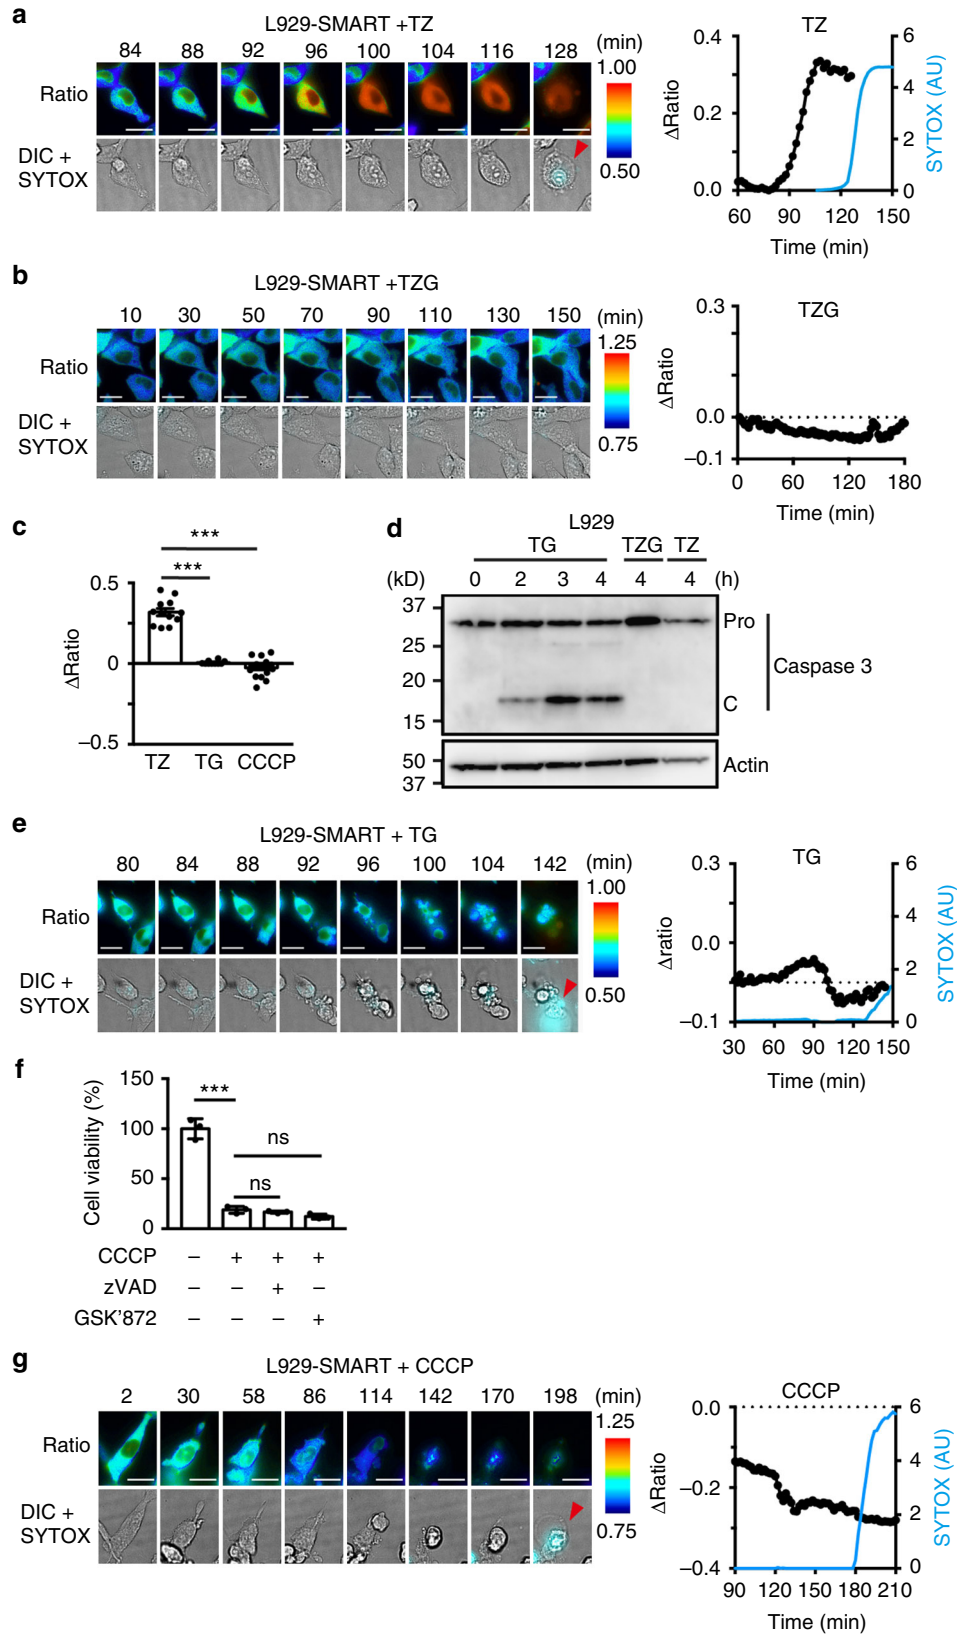 a
L929-SMART +TZ
84 88 92 96 100 104 116 128 (min)
Ratio
1.00
DIC +
SYTOX
0.50
TZ
0.4
0.2
0.0
ΔRatio
6
4
2
0
SYTOX (AU)
60 90 120 150
Time (min)
b
L929-SMART +TZG
10 30 50 70 90 110 130 150 (min)
Ratio
1.25
DIC +
SYTOX
0.75
TZG
0.3
0.0
–0.1
ΔRatio
0 60 120 180
Time (min)
c
***
***
0.5
0
–0.5
ΔRatio
TZ TG CCCP
d
L929
TG TZG TZ
(kD) 0 2 3 4 4 4 (h)
37
25
20
15
Pro
C
Caspase 3
50
37
Actin
e
L929-SMART + TG
80 84 88 92 96 100 104 142 (min)
Ratio
1.00
DIC +
SYTOX
0.50
TG
0.3
0.0
–0.1
Δratio
6
4
2
0
SYTOX (AU)
30 60 90 120 150
Time (min)
f
150
100
50
0
Cell viability (%)
***
ns
ns
CCCP – + + +
zVAD – – + –
GSK'872 – – – +
g
L929-SMART + CCCP
2 30 58 86 114 142 170 198 (min)
Ratio
1.25
DIC +
SYTOX
0.75
CCCP
0.0
–0.2
–0.4
ΔRatio
6
4
2
0
SYTOX (AU)
90 120 150 180 210
Time (min)